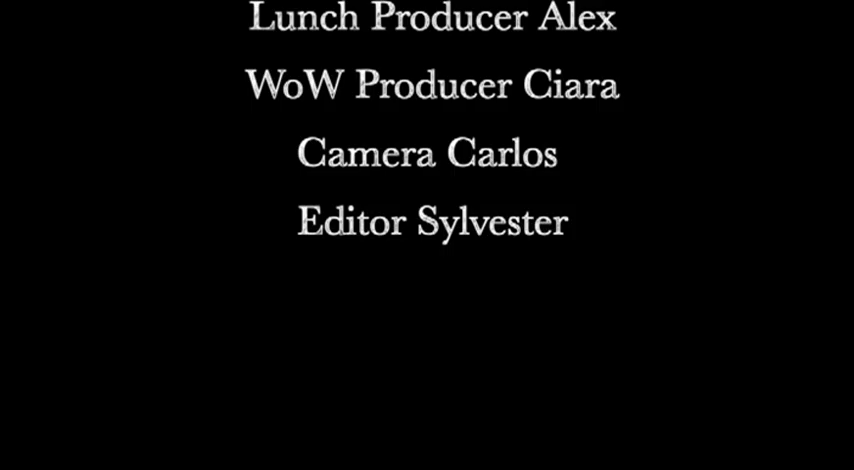 Lunch Producer Alex
WoW Producer Ciara
Camera Carlos
Editor Sylvester